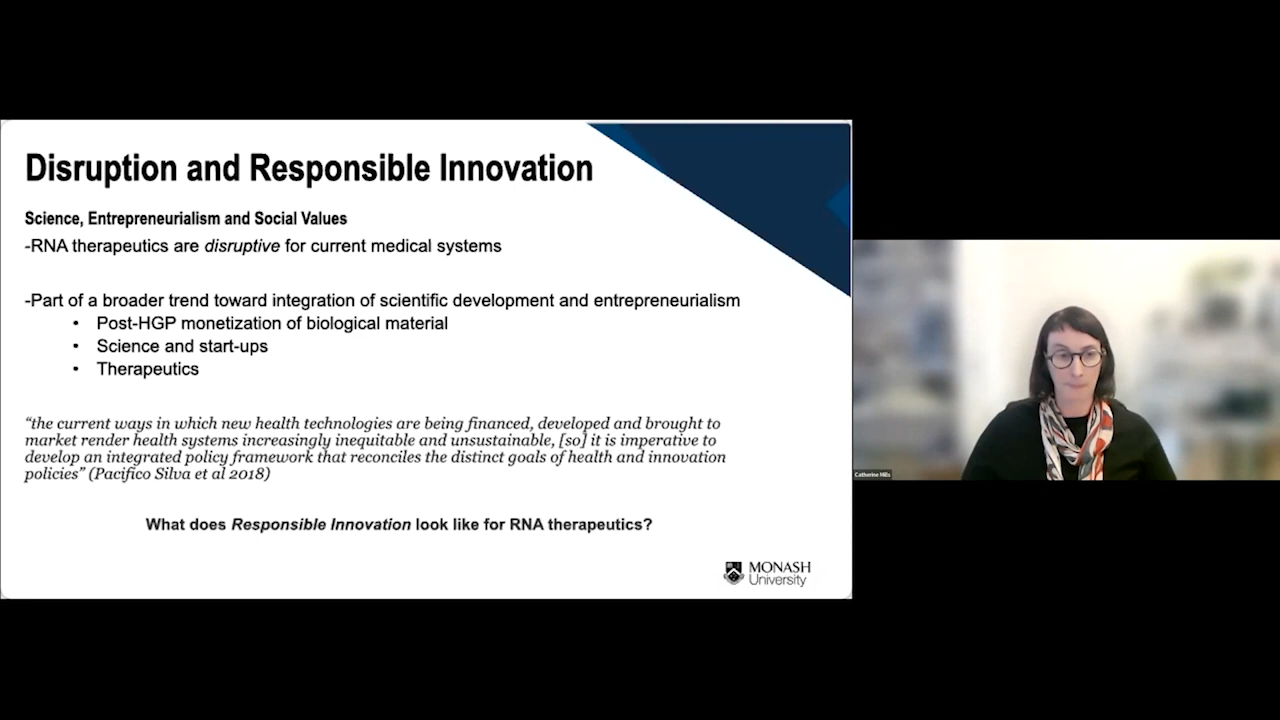 Disruption and Responsible Innovation
Science, Entrepreneurialism and Social Values
-RNA therapeutics are disruptive for current medical systems
-Part of a broader trend toward integration of scientific development and entrepreneurialism
• Post-HGP monetization of biological material
• Science and start-ups
• Therapeutics
“the current ways in which new health technologies are being financed, developed and brought to
market render health systems increasingly inequitable and unsustainable, [so] it is imperative to
develop an integrated policy framework that reconciles the distinct goals of health and innovation
policies” (Pacifico Silva et al 2018)
What does Responsible Innovation look like for RNA therapeutics?
MONASH
University
Catherine Mills